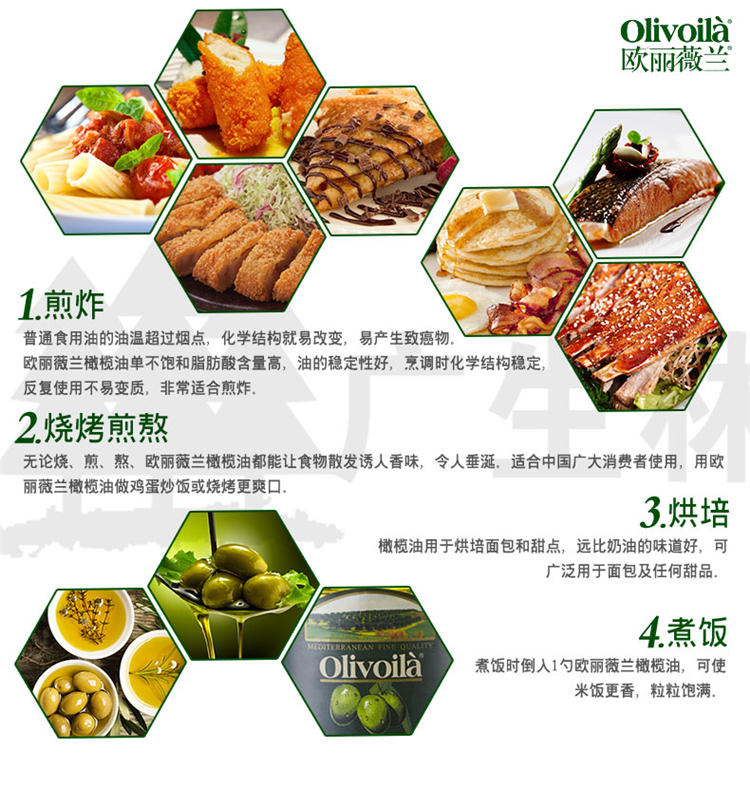 Olivoilà®
欧丽薇兰®
1.煎炸
普通食用油的油温超过烟点，化学结构就易改变，易产生致癌物.
欧丽薇兰橄榄油单不饱和脂肪酸含量高，油的稳定性好，烹调时化学结构稳定，
反复使用不易变质，非常适合煎炸.
2.烧烤煎熬
无论烧、煎、熬、欧丽薇兰橄榄油都能让食物散发诱人香味，令人垂涎. 适合中国广大消费者使用，用欧
丽薇兰橄榄油做鸡蛋炒饭或烧烤更爽口.
广生林
3.烘培
橄榄油用于烘培面包和甜点，远比奶油的味道好，可
广泛用于面包及任何甜品.
4.煮饭
煮饭时倒人1勺欧丽薇兰橄榄油，可使
米饭更香，粒粒饱满.
MEDITERRANEAN FINE QUALITY
Olivoilà®